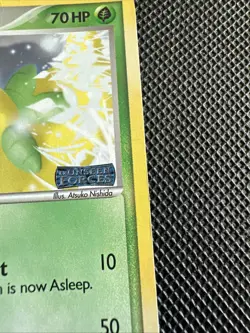 70 HP
UNSEEN
FORCES
Illus. Atsuko Nishida
t 10
n is now Asleep.
50